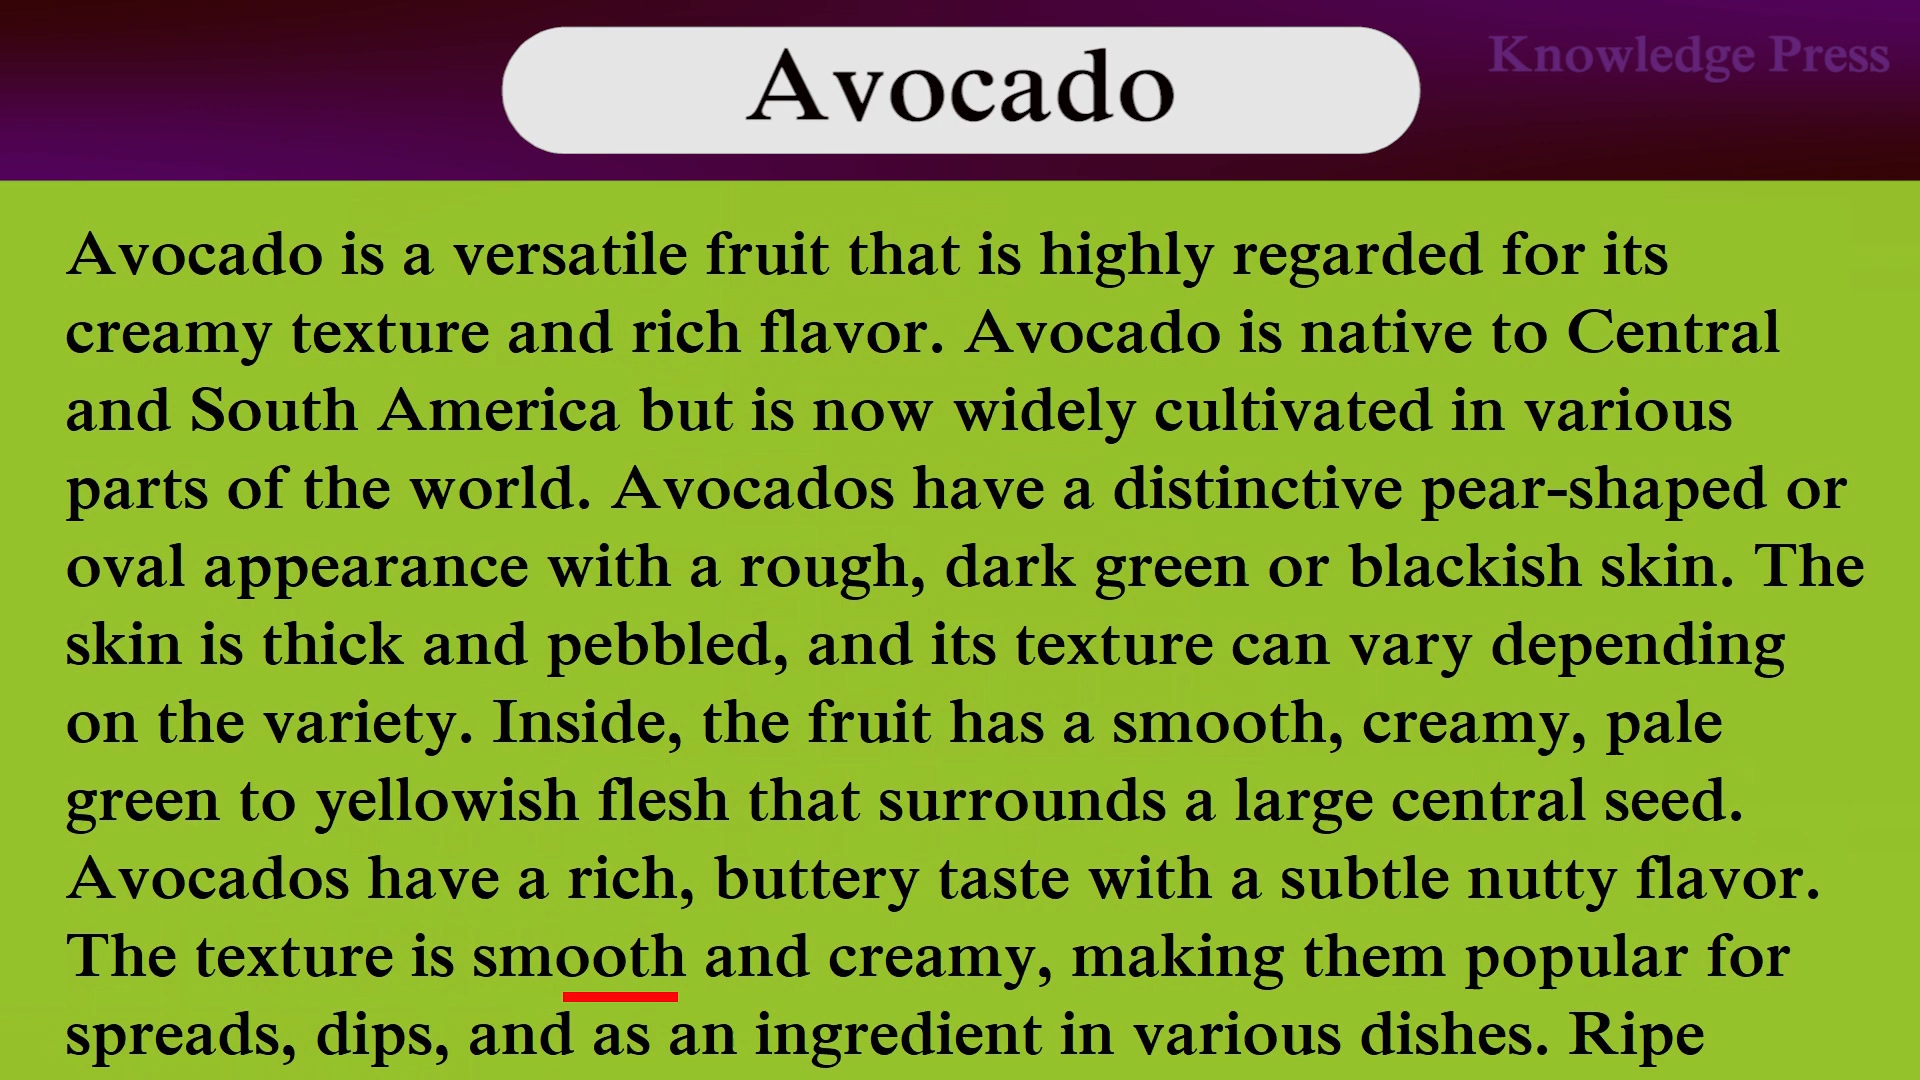 Avocado
Knowledge Press
Avocado is a versatile fruit that is highly regarded for its
creamy texture and rich flavor. Avocado is native to Central
and South America but is now widely cultivated in various
parts of the world. Avocados have a distinctive pear-shaped or
oval appearance with a rough, dark green or blackish skin. The
skin is thick and pebbled, and its texture can vary depending
on the variety. Inside, the fruit has a smooth, creamy, pale
green to yellowish flesh that surrounds a large central seed.
Avocados have a rich, buttery taste with a subtle nutty flavor.
The texture is smooth and creamy, making them popular for
spreads, dips, and as an ingredient in various dishes. Ripe